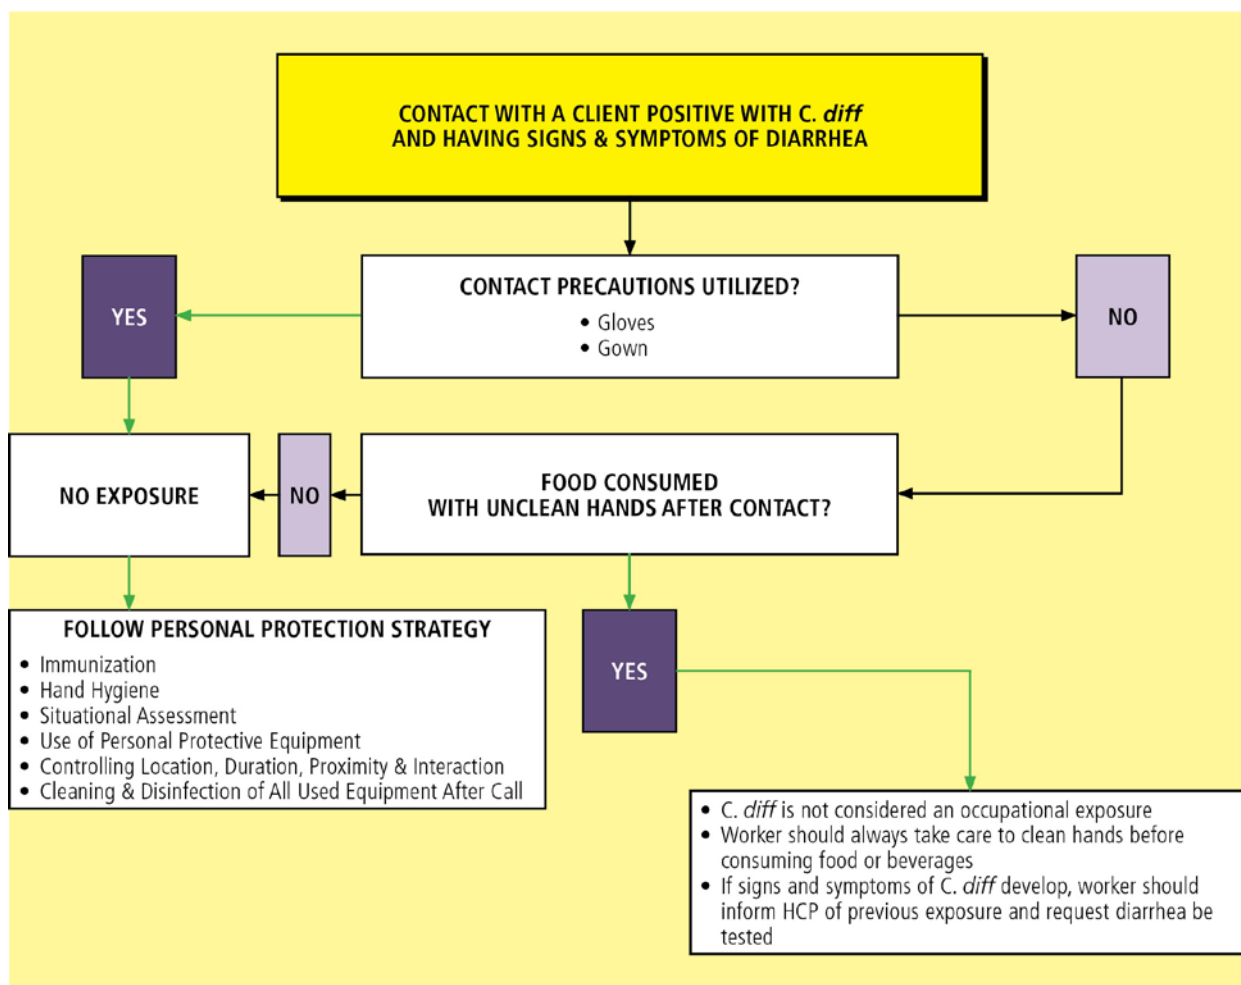 CONTACT WITH A CLIENT POSITIVE WITH C. diff
AND HAVING SIGNS & SYMPTOMS OF DIARRHEA
YES
CONTACT PRECAUTIONS UTILIZED?
• Gloves
• Gown
NO
NO EXPOSURE
NO
FOOD CONSUMED
WITH UNCLEAN HANDS AFTER CONTACT?
FOLLOW PERSONAL PROTECTION STRATEGY
• Immunization
• Hand Hygiene
• Situational Assessment
• Use of Personal Protective Equipment
• Controlling Location, Duration, Proximity & Interaction
• Cleaning & Disinfection of All Used Equipment After Call
YES
• C. diff is not considered an occupational exposure
• Worker should always take care to clean hands before
consuming food or beverages
• If signs and symptoms of C. diff develop, worker should
inform HCP of previous exposure and request diarrhea be
tested